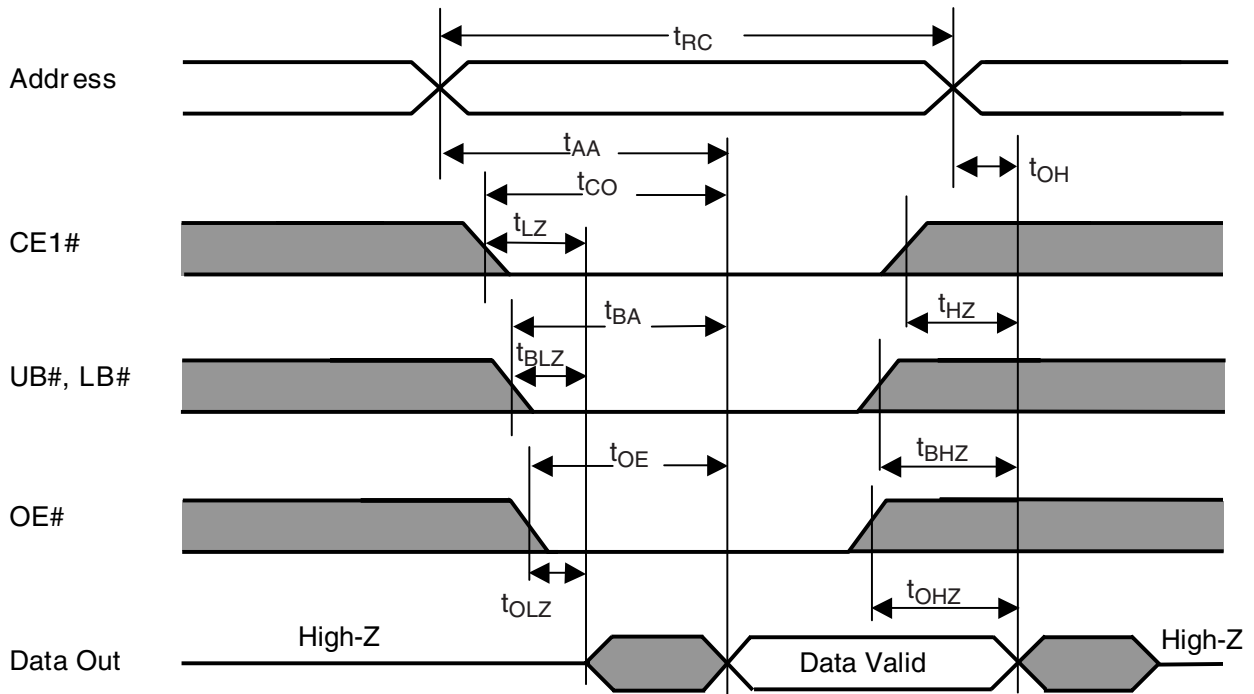 tRC
Address
tAA
tOH
tCO
tLZ
CE1#
tHZ
tBA
tBLZ
UB#, LB#
tBHZ
tOE
OE#
tOHZ
tOLZ
High-Z
High-Z
Data Out
Data Valid